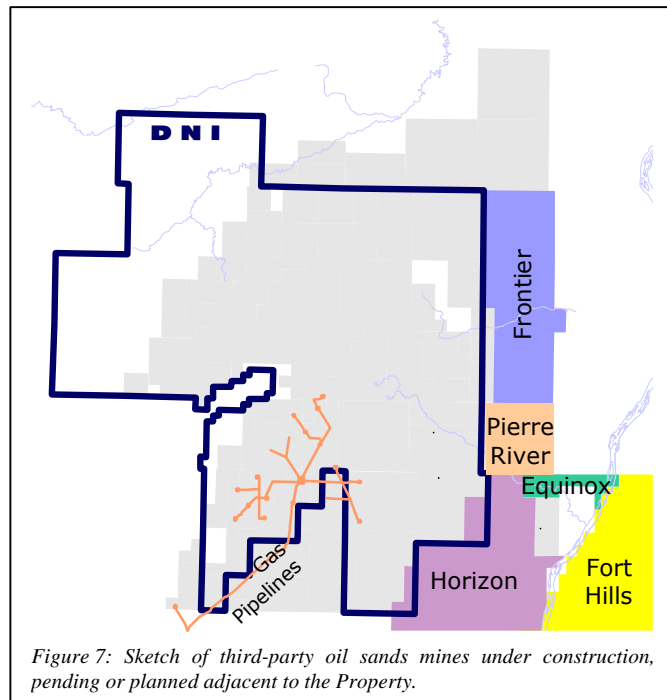 DNI
Frontier
Pierre
River
Equinox
Horizon
Fort
Hills
Gas
Pipelines
Figure 7: Sketch of third-party oil sands mines under construction,
pending or planned adjacent to the Property.